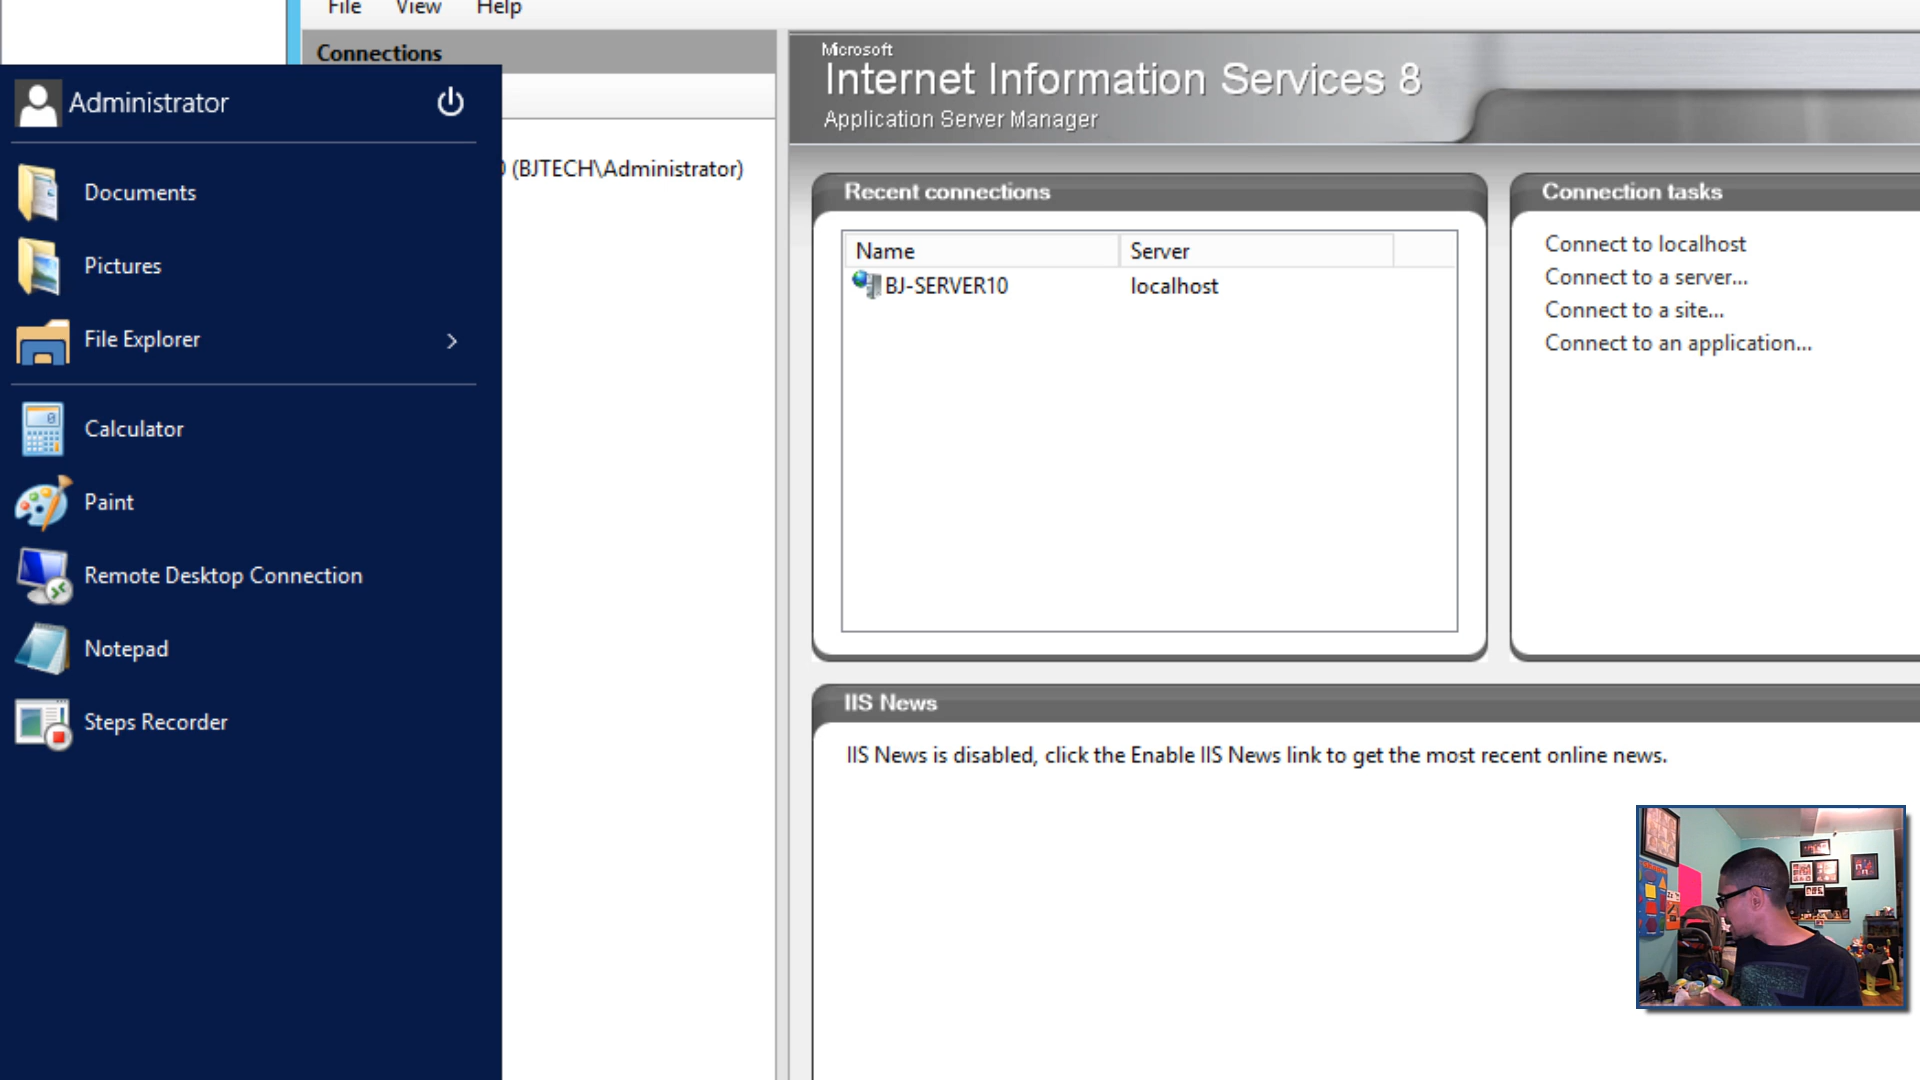 File View Help
Connections
Administrator
Documents
Pictures
File Explorer
Calculator
Paint
Remote Desktop Connection
Notepad
Steps Recorder
(BJTECH\Administrator)
Microsoft
Internet Information Services 8
Application Server Manager
Recent connections
Name Server
BJ-SERVER10 localhost
Connection tasks
Connect to localhost
Connect to a server...
Connect to a site...
Connect to an application...
IIS News
IIS News is disabled, click the Enable IIS News link to get the most recent online news.